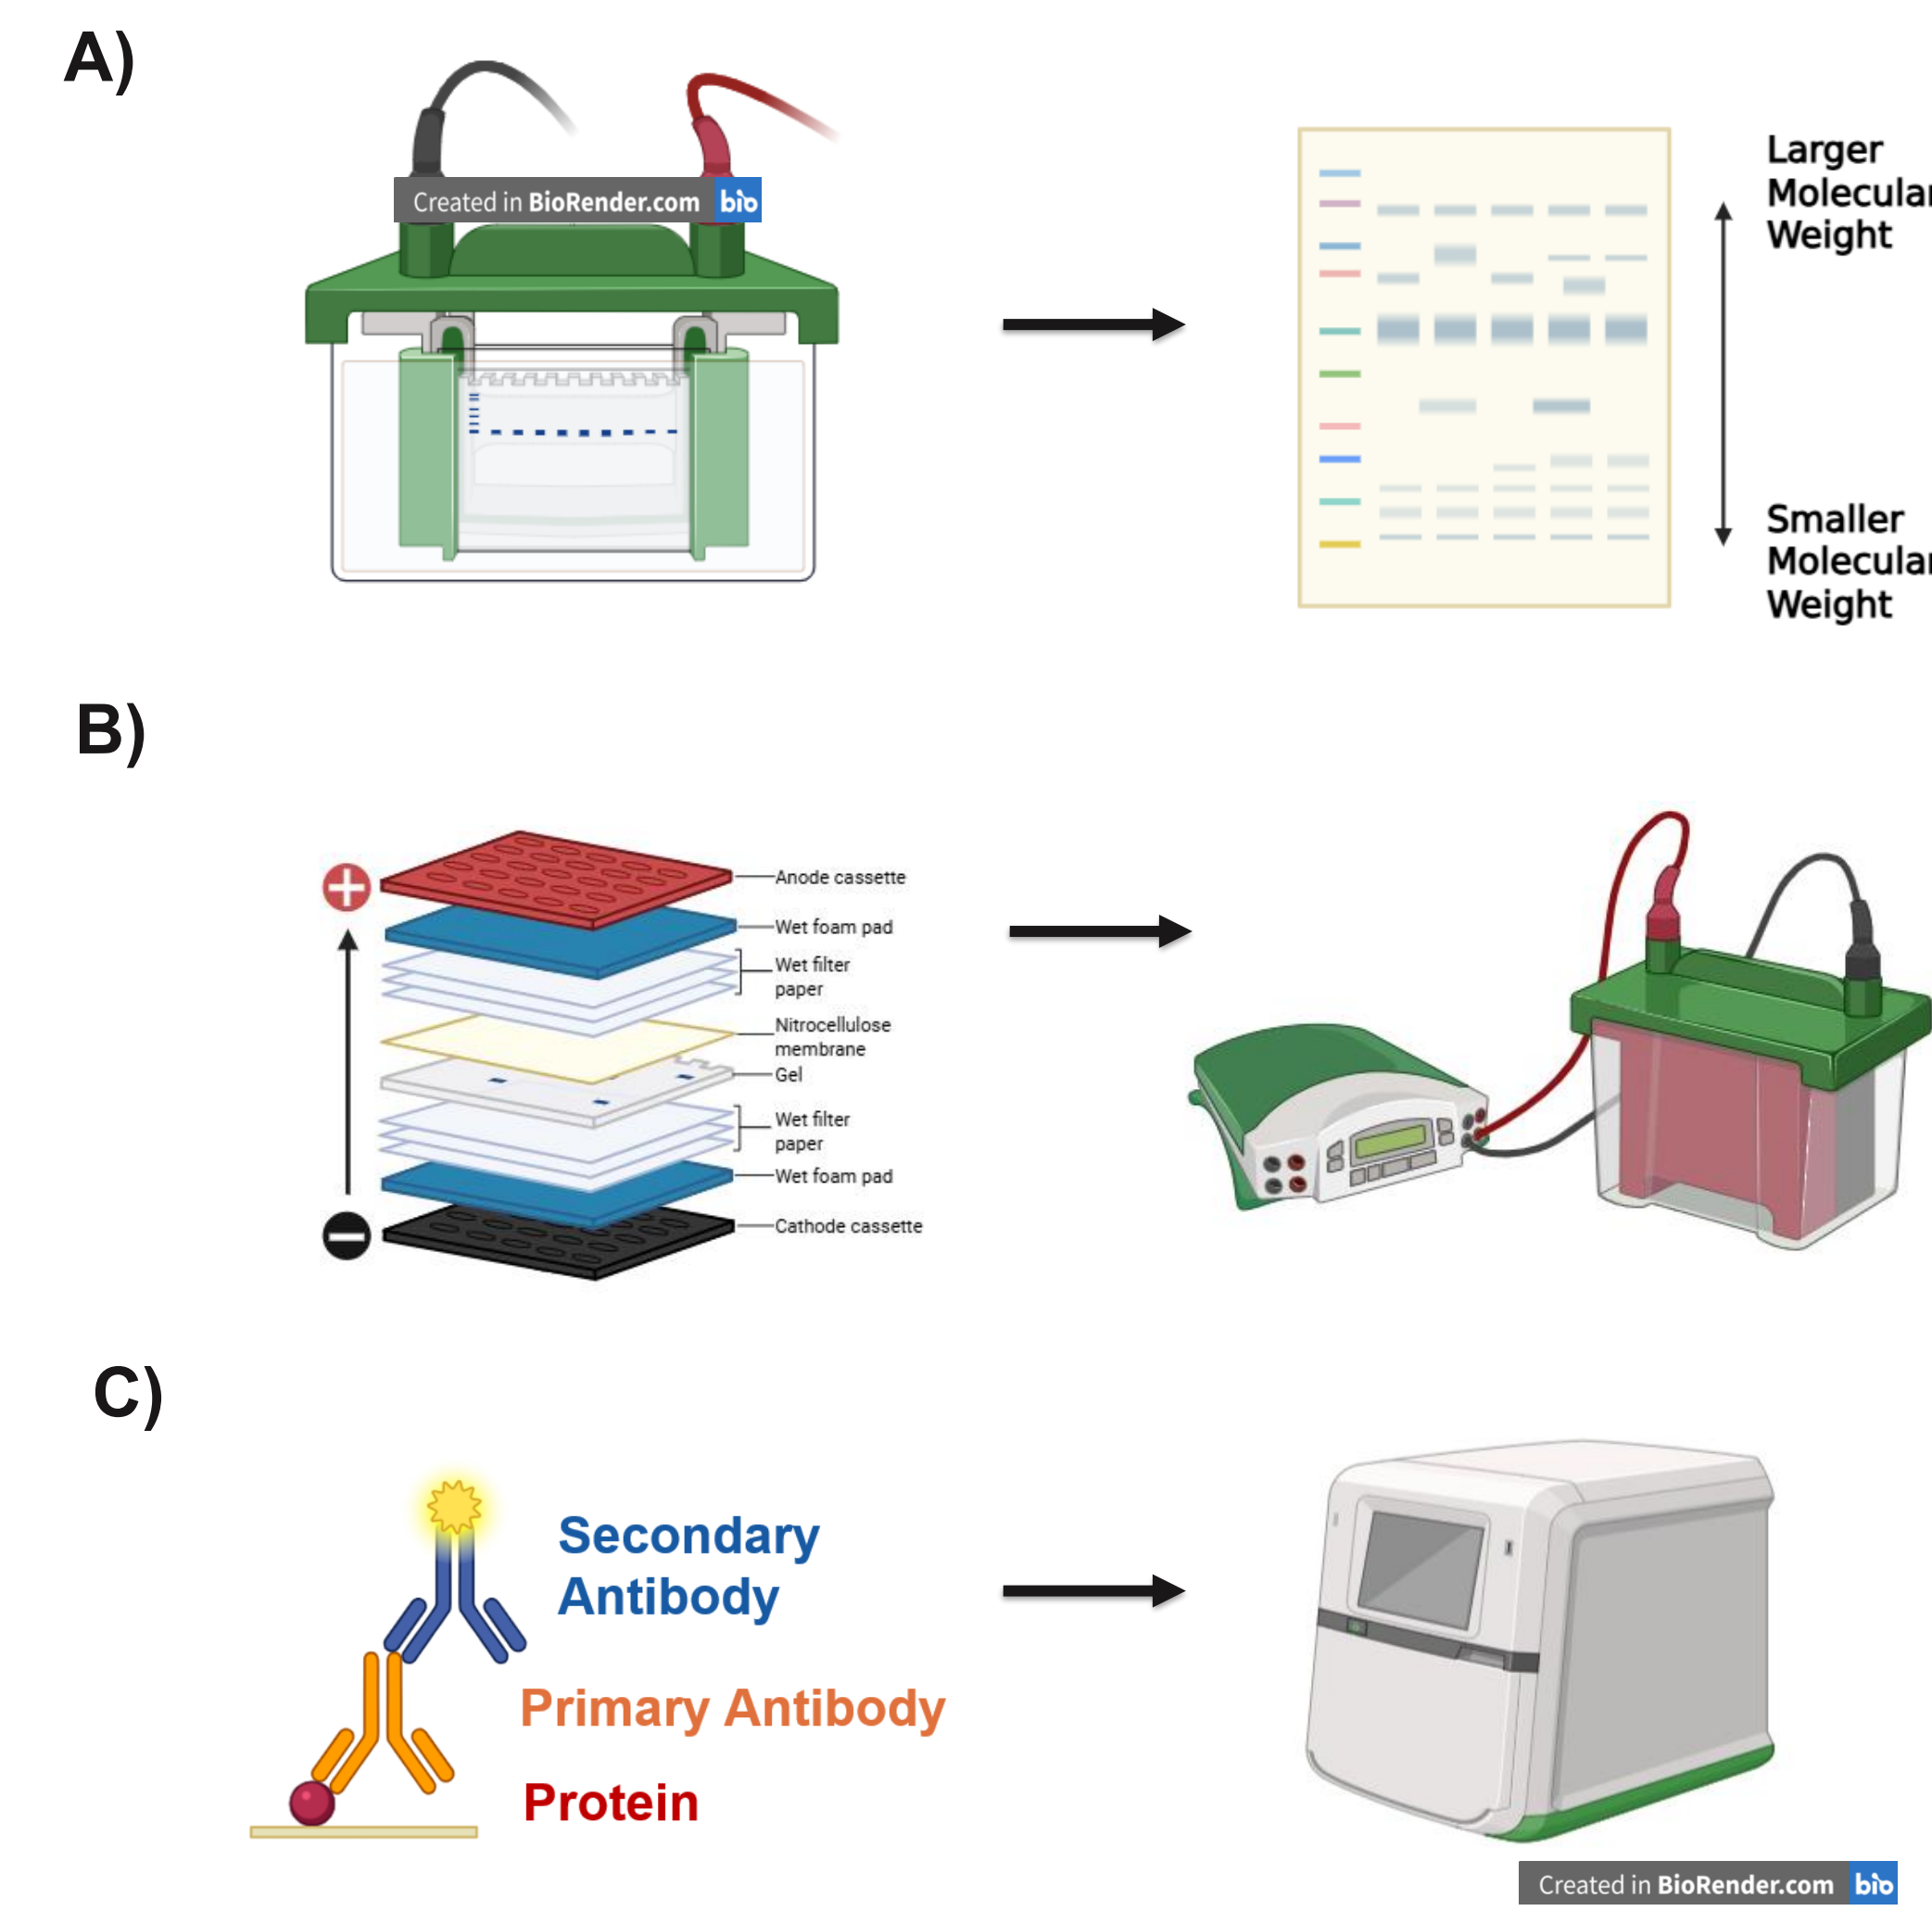 A)
Created in BioRender.com bio
Larger
Molecular
Weight
Smaller
Molecular
Weight
B)
Anode cassette
Wet foam pad
Wet filter
paper
Nitrocellulose
membrane
Gel
Wet filter
paper
Wet foam pad
Cathode cassette
C)
Secondary
Antibody
Primary Antibody
Protein
Created in BioRender.com bio